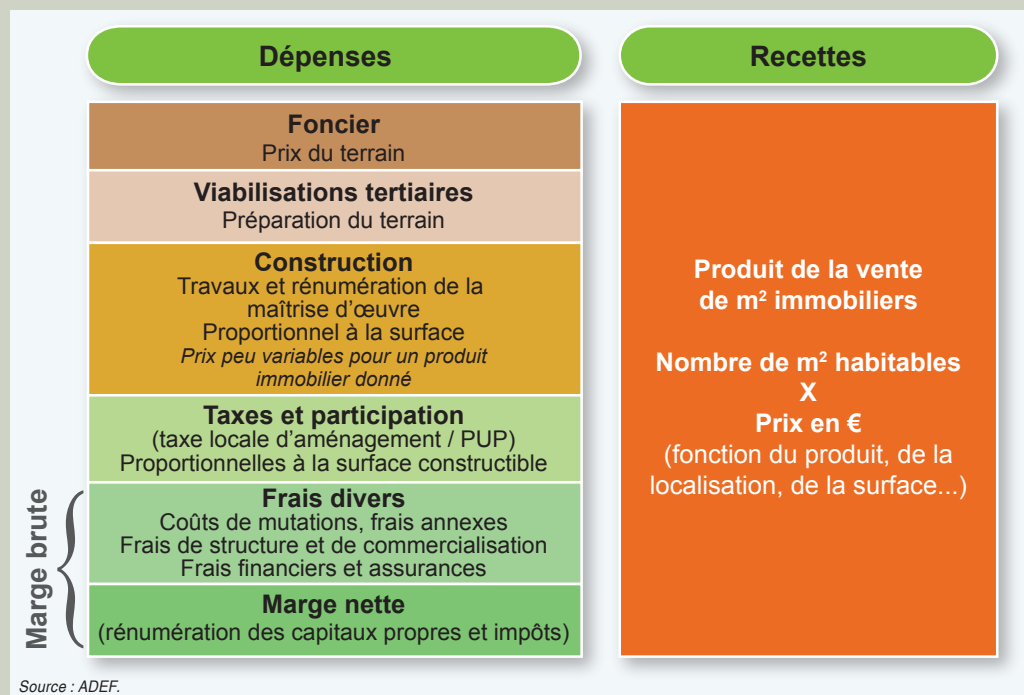 Dépenses
Foncier
Prix du terrain
Viabilisations tertiaires
Préparation du terrain
Construction
Travaux et rénumération de la
maîtrise d’œuvre
Proportionnel à la surface
Prix peu variables pour un produit
immobilier donné
Taxes et participation
(taxe locale d’aménagement / PUP)
Proportionnelles à la surface constructible
Marge brute
Frais divers
Coûts de mutations, frais annexes
Frais de structure et de commercialisation
Frais financiers et assurances
Marge nette
(rénumération des capitaux propres et impôts)
Recettes
Produit de la vente
de m² immobiliers
Nombre de m² habitables
X
Prix en €
(fonction du produit, de la
localisation, de la surface...)
Source : ADEF.